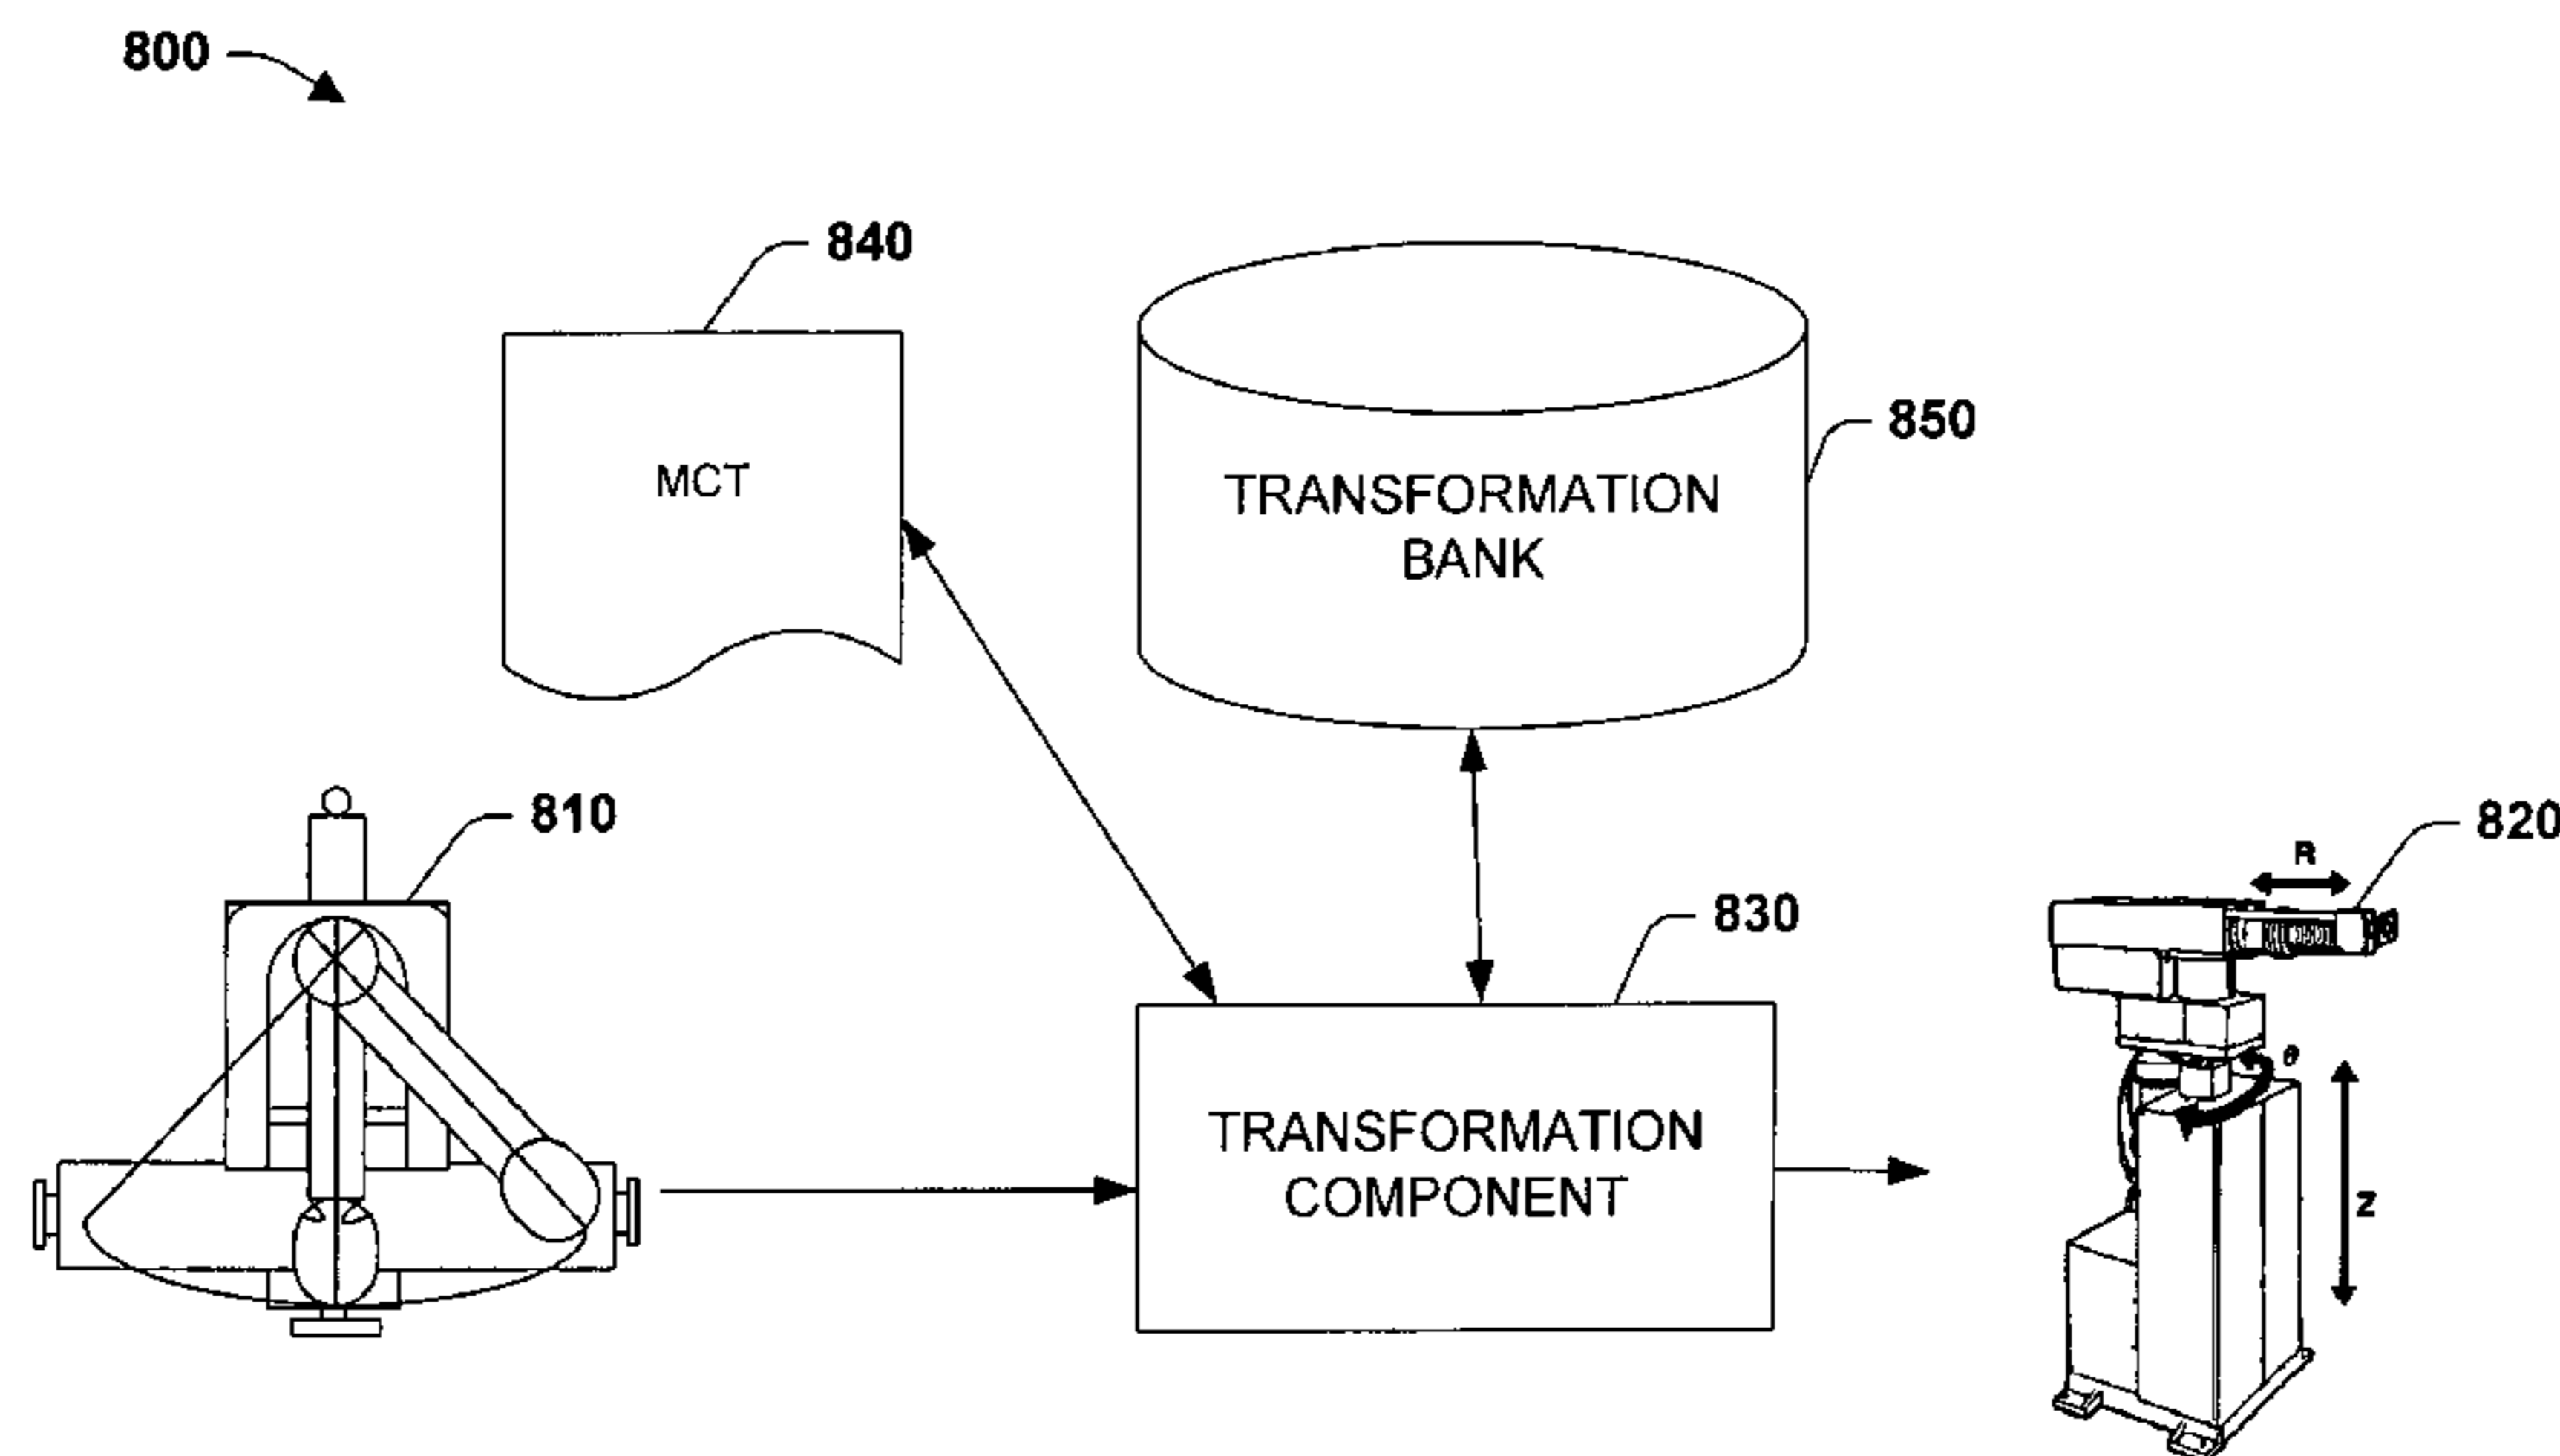 800
840
MCT
850
TRANSFORMATION
BANK
810
820
R
830
θ
Z
TRANSFORMATION
COMPONENT